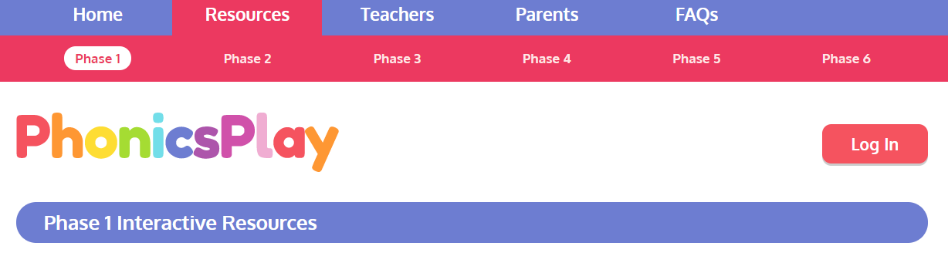 Home Resources Teachers Parents FAQs
Phase 1 Phase 2 Phase 3 Phase 4 Phase 5 Phase 6
PhonicsPlay
Log In
Phase 1 Interactive Resources